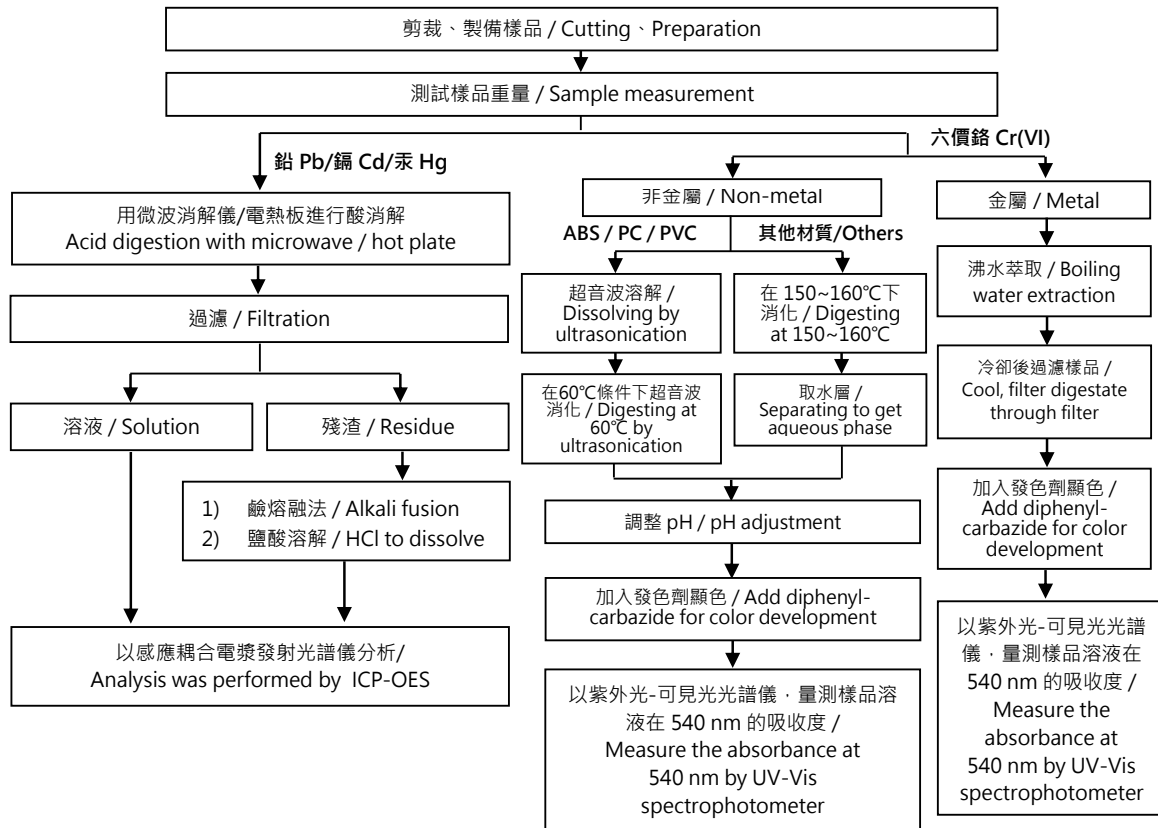 剪裁、製備樣品 / Cutting、Preparation
測試樣品重量 / Sample measurement
鉛 Pb/鎘 Cd/汞 Hg
六價鉻 Cr(VI)
用微波消解儀/電熱板進行酸消解
Acid digestion with microwave / hot plate
過濾 / Filtration
溶液 / Solution
殘渣 / Residue
1) 鹼熔融法 / Alkali fusion
2) 鹽酸溶解 / HCl to dissolve
以感應耦合電漿發射光譜儀分析/
Analysis was performed by ICP-OES
非金屬 / Non-metal
ABS / PC / PVC
其他材質/Others
超音波溶解 /
Dissolving by
ultrasonication
在60℃條件下超音波
消化 / Digesting at
60℃ by
ultrasonication
在 150~160℃下
消化 / Digesting
at 150~160℃
取水層 /
Separating to get
aqueous phase
調整 pH / pH adjustment
加入發色劑顯色 / Add diphenyl-
carbazide for color development
以紫外光-可見光光譜儀，量測樣品溶
液在 540 nm 的吸收度 /
Measure the absorbance at
540 nm by UV-Vis
spectrophotometer
金屬 / Metal
沸水萃取 / Boiling
water extraction
冷卻後過濾樣品 /
Cool, filter digestate
through filter
加入發色劑顯色 /
Add diphenyl-
carbazide for color
development
以紫外光-可見光光譜
儀，量測樣品溶液在
540 nm 的吸收度 /
Measure the
absorbance at
540 nm by UV-Vis
spectrophotometer